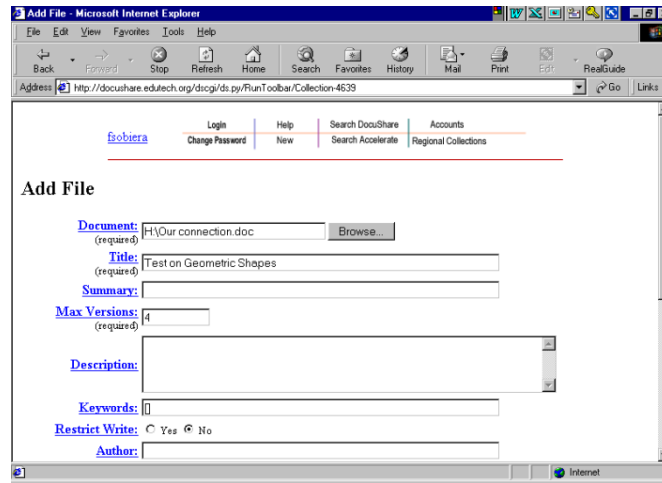 Add File - Microsoft Internet Explorer
File Edit View Favorites Tools Help
Back Forward Stop Refresh Home Search Favorites History Mail Print Edit RealGuide
Address http://docushare.edutech.org/dscgi/ds.py/RunToolbar/Collection-4639 Go Links
fsobiera Login Help Search DocuShare Accounts
Change Password New Search Accelerate Regional Collections
Add File
Document: H:\Our connection.doc Browse...
(required)
Title: Test on Geometric Shapes
(required)
Summary:
Max Versions: 4
(required)
Description:
Keywords: []
Restrict Write: Yes No
Author:
Internet